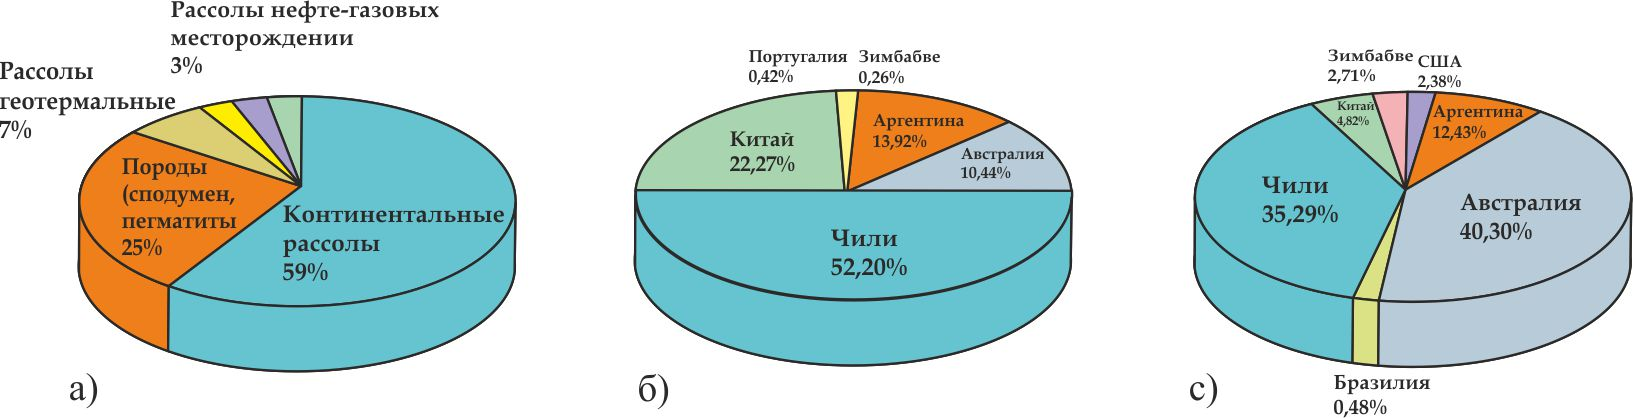 Рассолы нефте-газовых
месторождении
3%
Рассолы
геотермальные
7%
Породы
(сподумен,
пегматиты
25%
Континентальные
рассолы
59%
а)
Португалия
0,42%
Зимбабве
0,26%
Китай
22,27%
Аргентина
13,92%
Австралия
10,44%
Чили
52,20%
б)
Зимбабве
2,71%
США
2,38%
Китай
4,82%
Аргентина
12,43%
Чили
35,29%
Австралия
40,30%
Бразилия
0,48%
с)